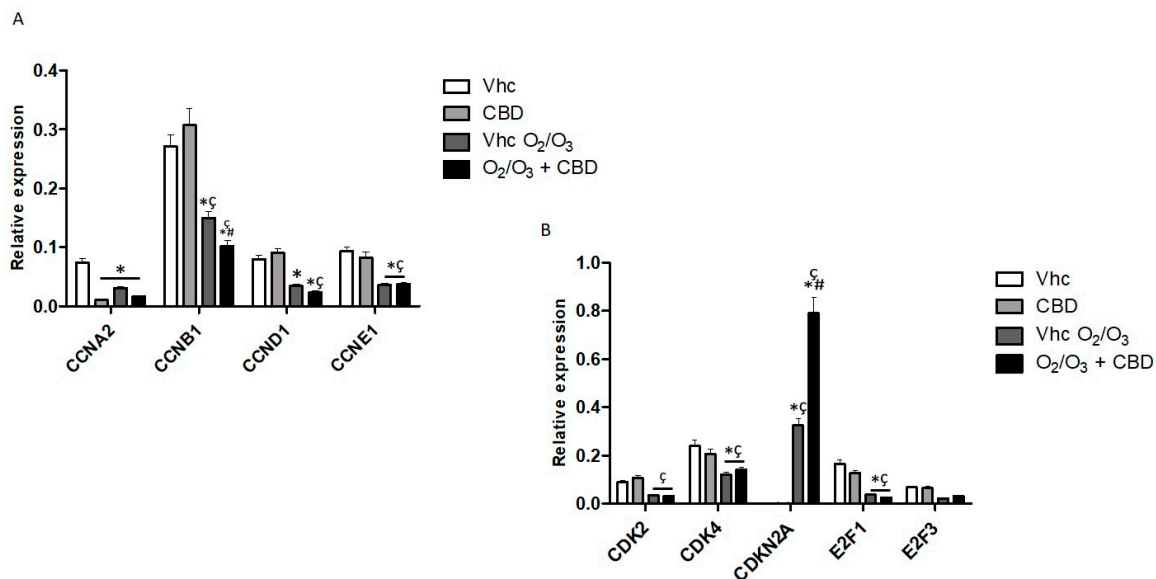 A
Relative expression
0.4
0.3
0.2
0.1
0.0
*
*ç
ç
*#
*
*ç
*ç
CCNA2
CCNB1
CCND1
CCNE1
Vhc
CBD
Vhc O₂/O₃
O₂/O₃ + CBD
B
Relative expression
1.0
0.8
0.6
0.4
0.2
0.0
ç
*ç
*ç
ç
*#
*ç
CDK2
CDK4
CDKN2A
E2F1
E2F3
Vhc
CBD
Vhc O₂/O₃
O₂/O₃ + CBD